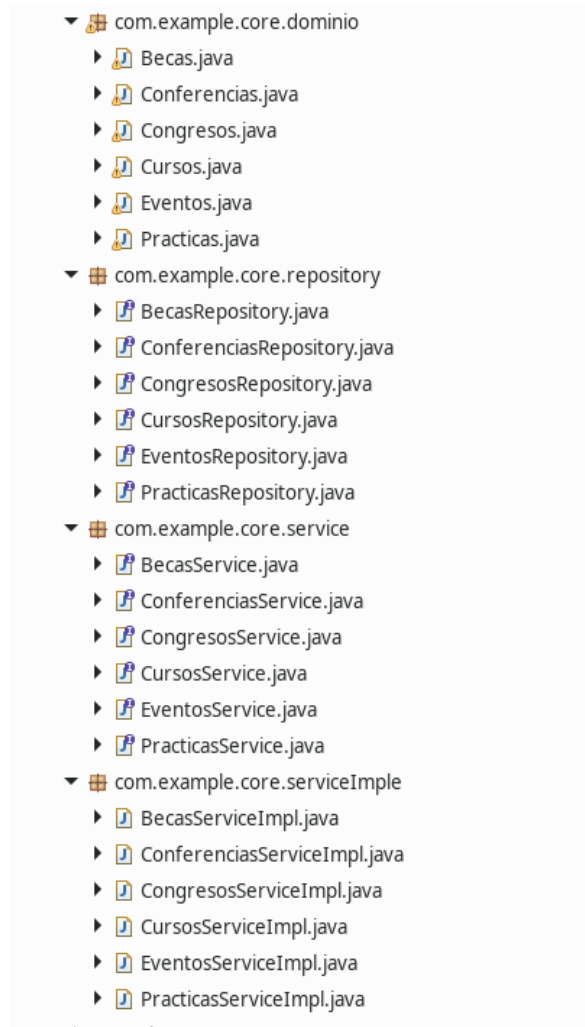 com.example.core.dominio
Becas.java
Conferencias.java
Congresos.java
Cursos.java
Eventos.java
Practicas.java
com.example.core.repository
BecasRepository.java
ConferenciasRepository.java
CongresosRepository.java
CursosRepository.java
EventosRepository.java
PracticasRepository.java
com.example.core.service
BecasService.java
ConferenciasService.java
CongresosService.java
CursosService.java
EventosService.java
PracticasService.java
com.example.core.serviceImple
BecasServiceImpl.java
ConferenciasServiceImpl.java
CongresosServiceImpl.java
CursosServiceImpl.java
EventosServiceImpl.java
PracticasServiceImpl.java